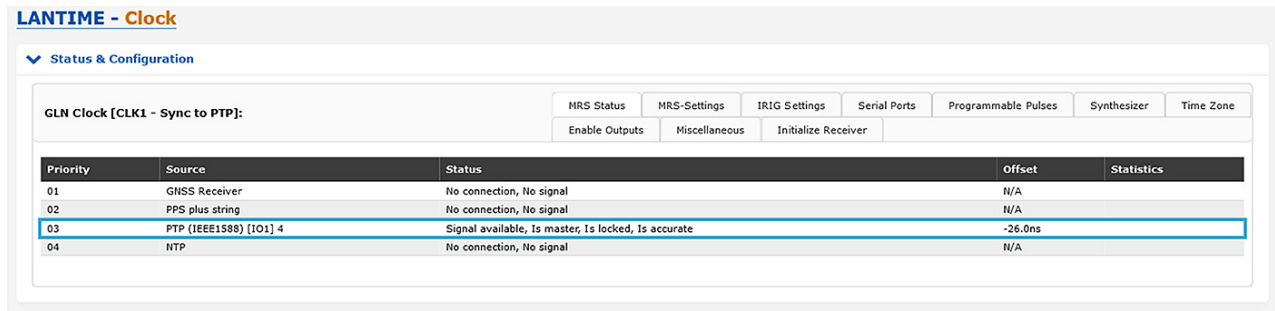 LANTIME - Clock
Status & Configuration
GLN Clock [CLK1 - Sync to PTP]:
MRS Status MRS-Settings IRIG Settings Serial Ports Programmable Pulses Synthesizer Time Zone
Enable Outputs Miscellaneous Initialize Receiver
Priority Source Status Offset Statistics
01 GNSS Receiver No connection, No signal N/A
02 PPS plus string No connection, No signal N/A
03 PTP (IEEE1588) [IO1] 4 Signal available, Is master, Is locked, Is accurate -26.0ns
04 NTP No connection, No signal N/A